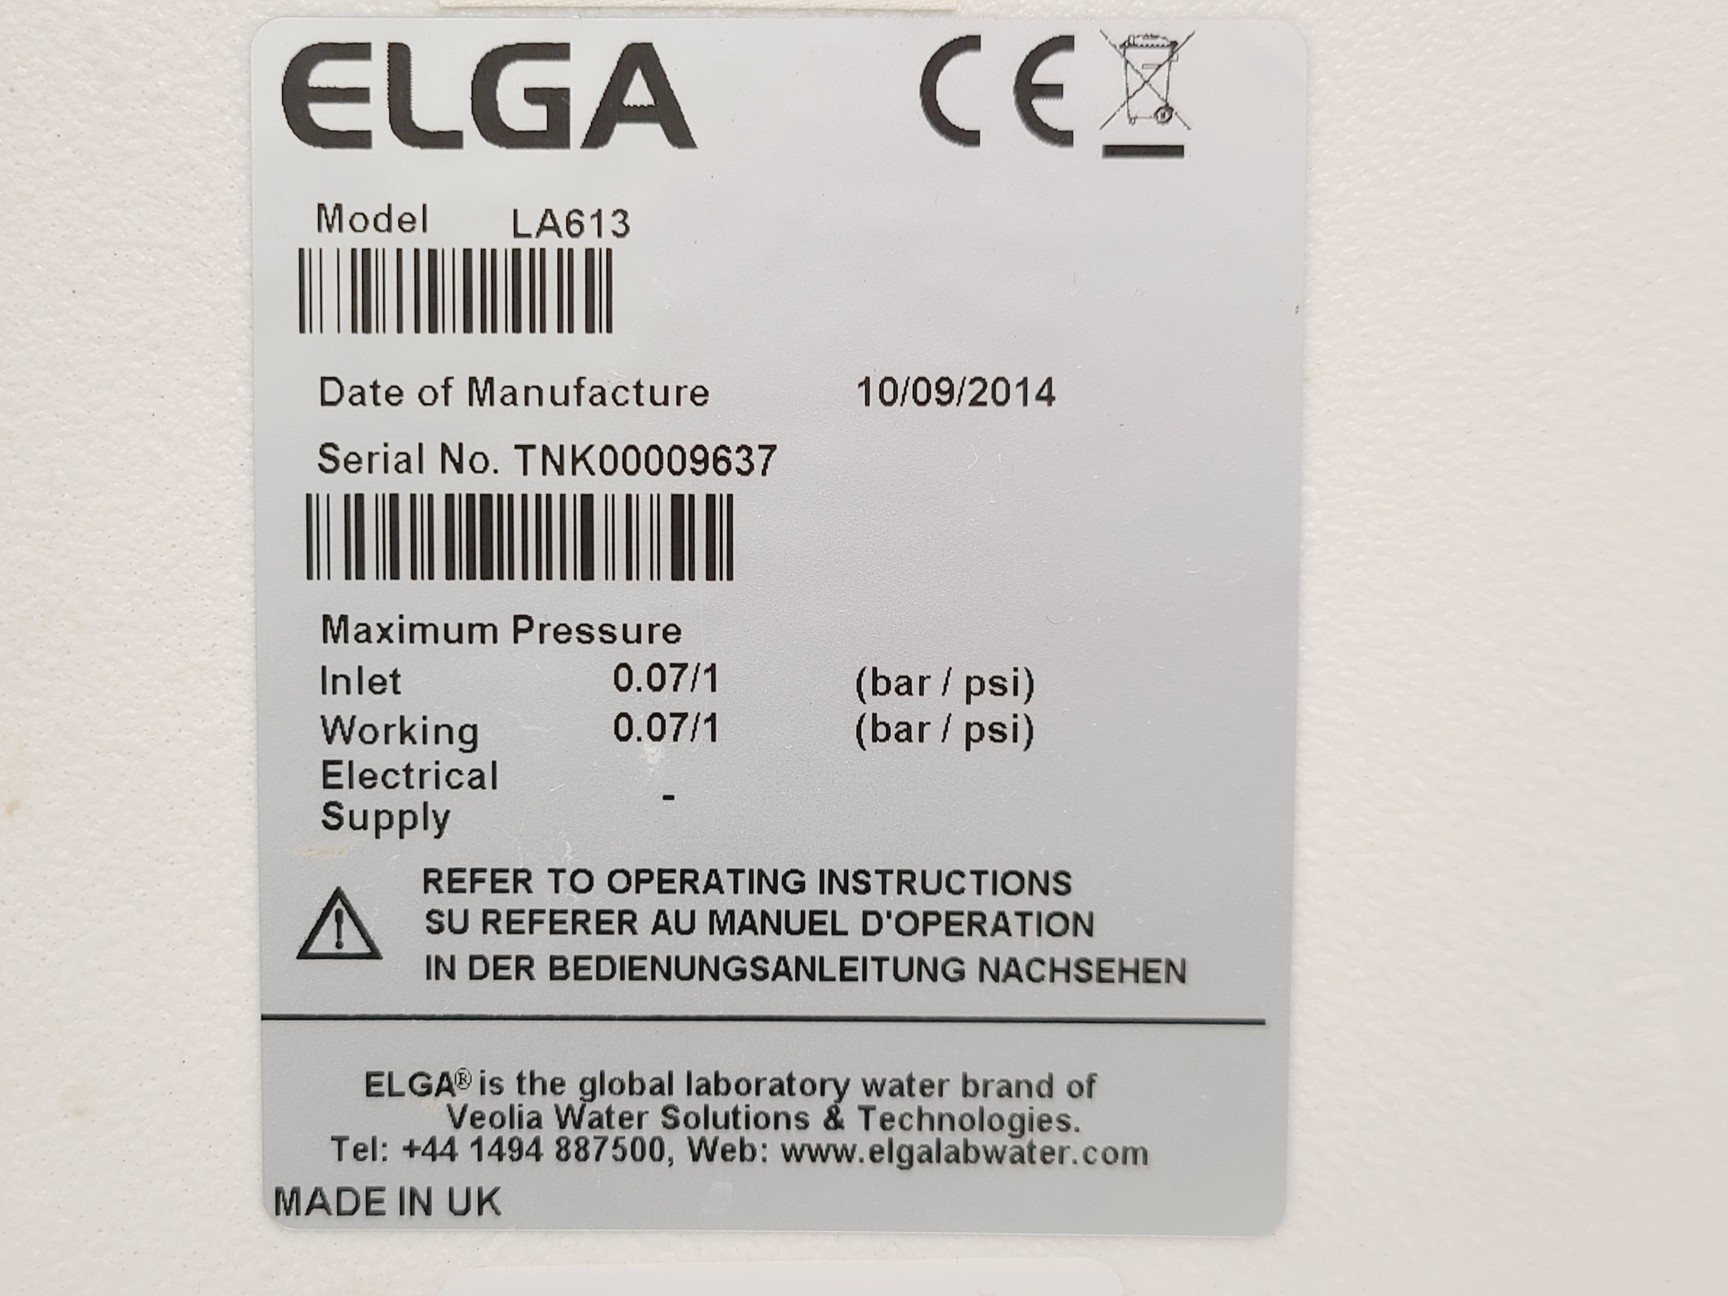 ELGA CE
Model LA613
Date of Manufacture 10/09/2014
Serial No. TNK00009637
Maximum Pressure
Inlet 0.07/1 (bar / psi)
Working 0.07/1 (bar / psi)
Electrical
Supply -
REFER TO OPERATING INSTRUCTIONS
SU REFERER AU MANUEL D'OPERATION
IN DER BEDIENUNGSANLEITUNG NACHSEHEN
ELGA® is the global laboratory water brand of
Veolia Water Solutions & Technologies.
Tel: +44 1494 887500, Web: www.elgalabwater.com
MADE IN UK